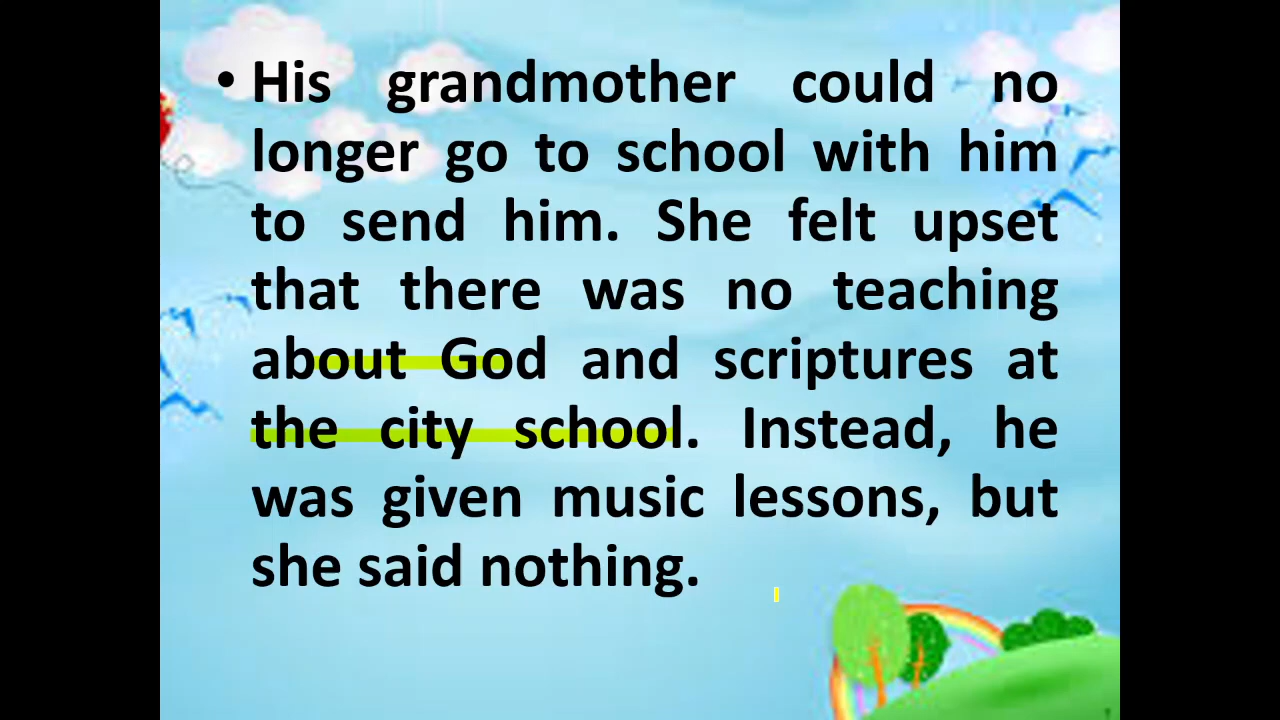 • His grandmother could no
longer go to school with him
to send him. She felt upset
that there was no teaching
about God and scriptures at
the city school. Instead, he
was given music lessons, but
she said nothing.